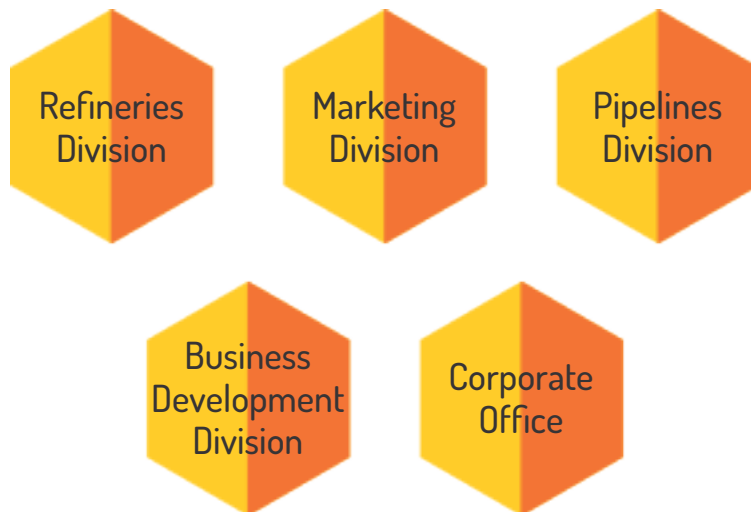 Refineries
Division
Marketing
Division
Pipelines
Division
Business
Development
Division
Corporate
Office